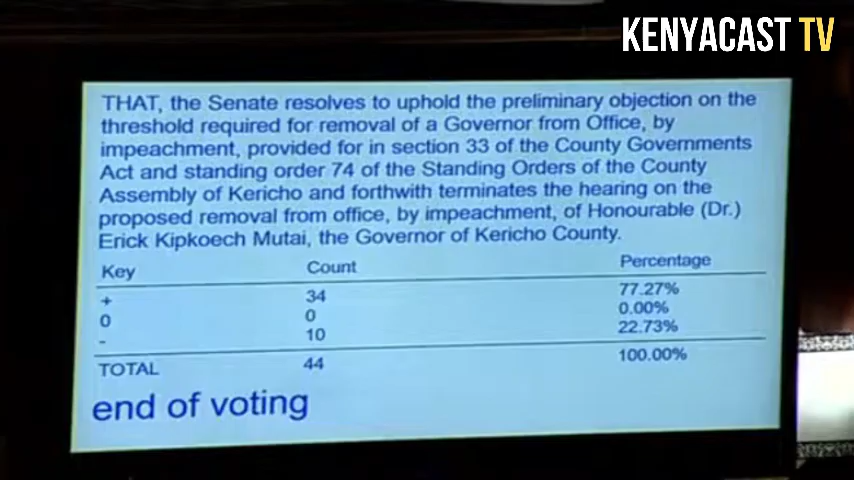 KENYACAST TV
THAT, the Senate resolves to uphold the preliminary objection on the
threshold required for removal of a Governor from Office, by
impeachment, provided for in section 33 of the County Governments
Act and standing order 74 of the Standing Orders of the County
Assembly of Kericho and forthwith terminates the hearing on the
proposed removal from office, by impeachment, of Honourable (Dr.)
Erick Kipkoech Mutai, the Governor of Kericho County.
Key Count Percentage
+ 34 77.27%
0 0 0.00%
- 10 22.73%
TOTAL 44 100.00%
end of voting